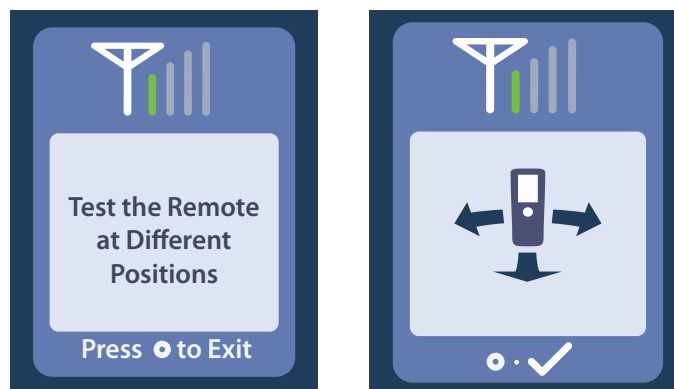 Test the Remote
at Different
Positions
Press to Exit